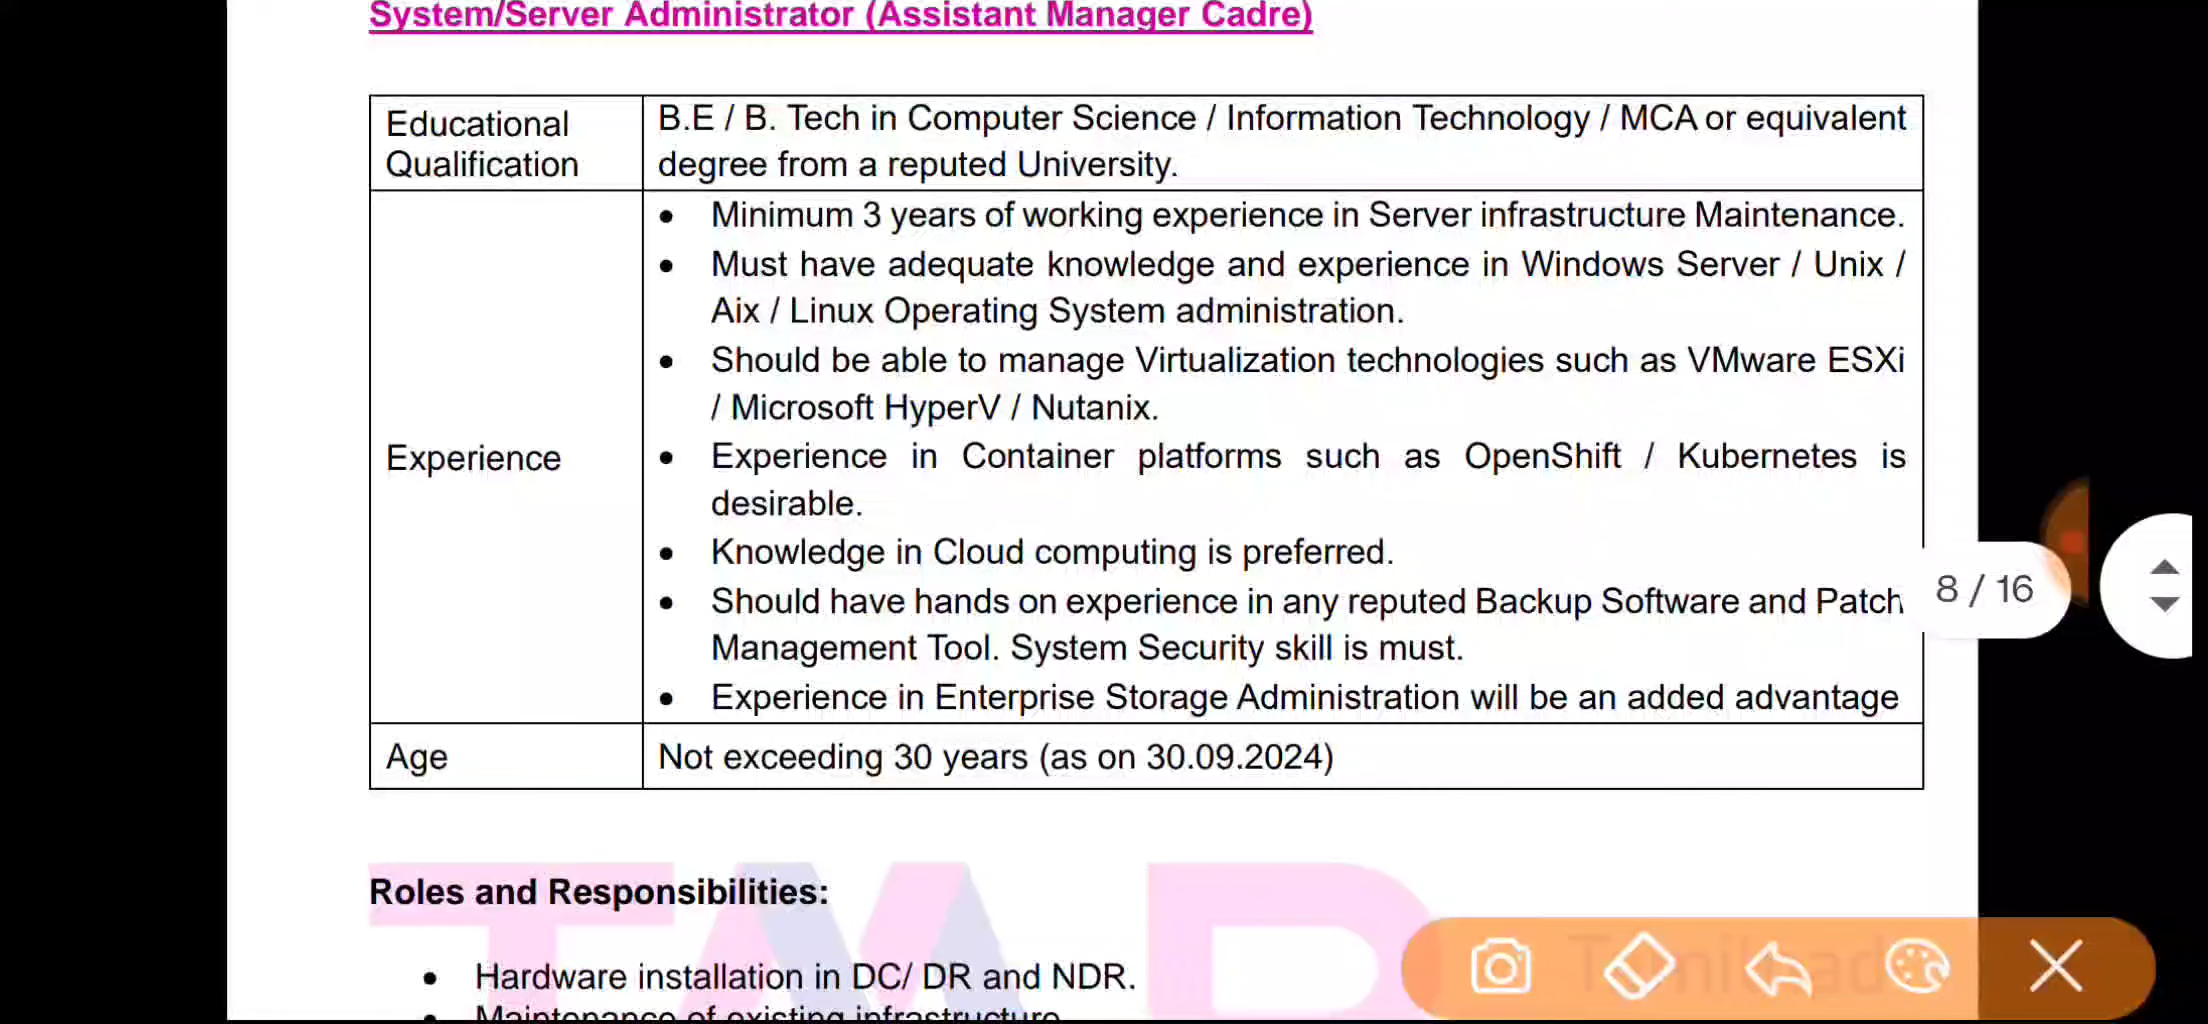 System/Server Administrator (Assistant Manager Cadre)
Educational
Qualification
B.E / B. Tech in Computer Science / Information Technology / MCA or equivalent
degree from a reputed University.
Experience
• Minimum 3 years of working experience in Server infrastructure Maintenance.
• Must have adequate knowledge and experience in Windows Server / Unix /
Aix / Linux Operating System administration.
• Should be able to manage Virtualization technologies such as VMware ESXi
/ Microsoft HyperV / Nutanix.
• Experience in Container platforms such as OpenShift / Kubernetes is
desirable.
• Knowledge in Cloud computing is preferred.
• Should have hands on experience in any reputed Backup Software and Patch
Management Tool. System Security skill is must.
• Experience in Enterprise Storage Administration will be an added advantage
Age
Not exceeding 30 years (as on 30.09.2024)
8 / 16
Roles and Responsibilities:
• Hardware installation in DC/ DR and NDR.
• Maintenance of existing infrastructure